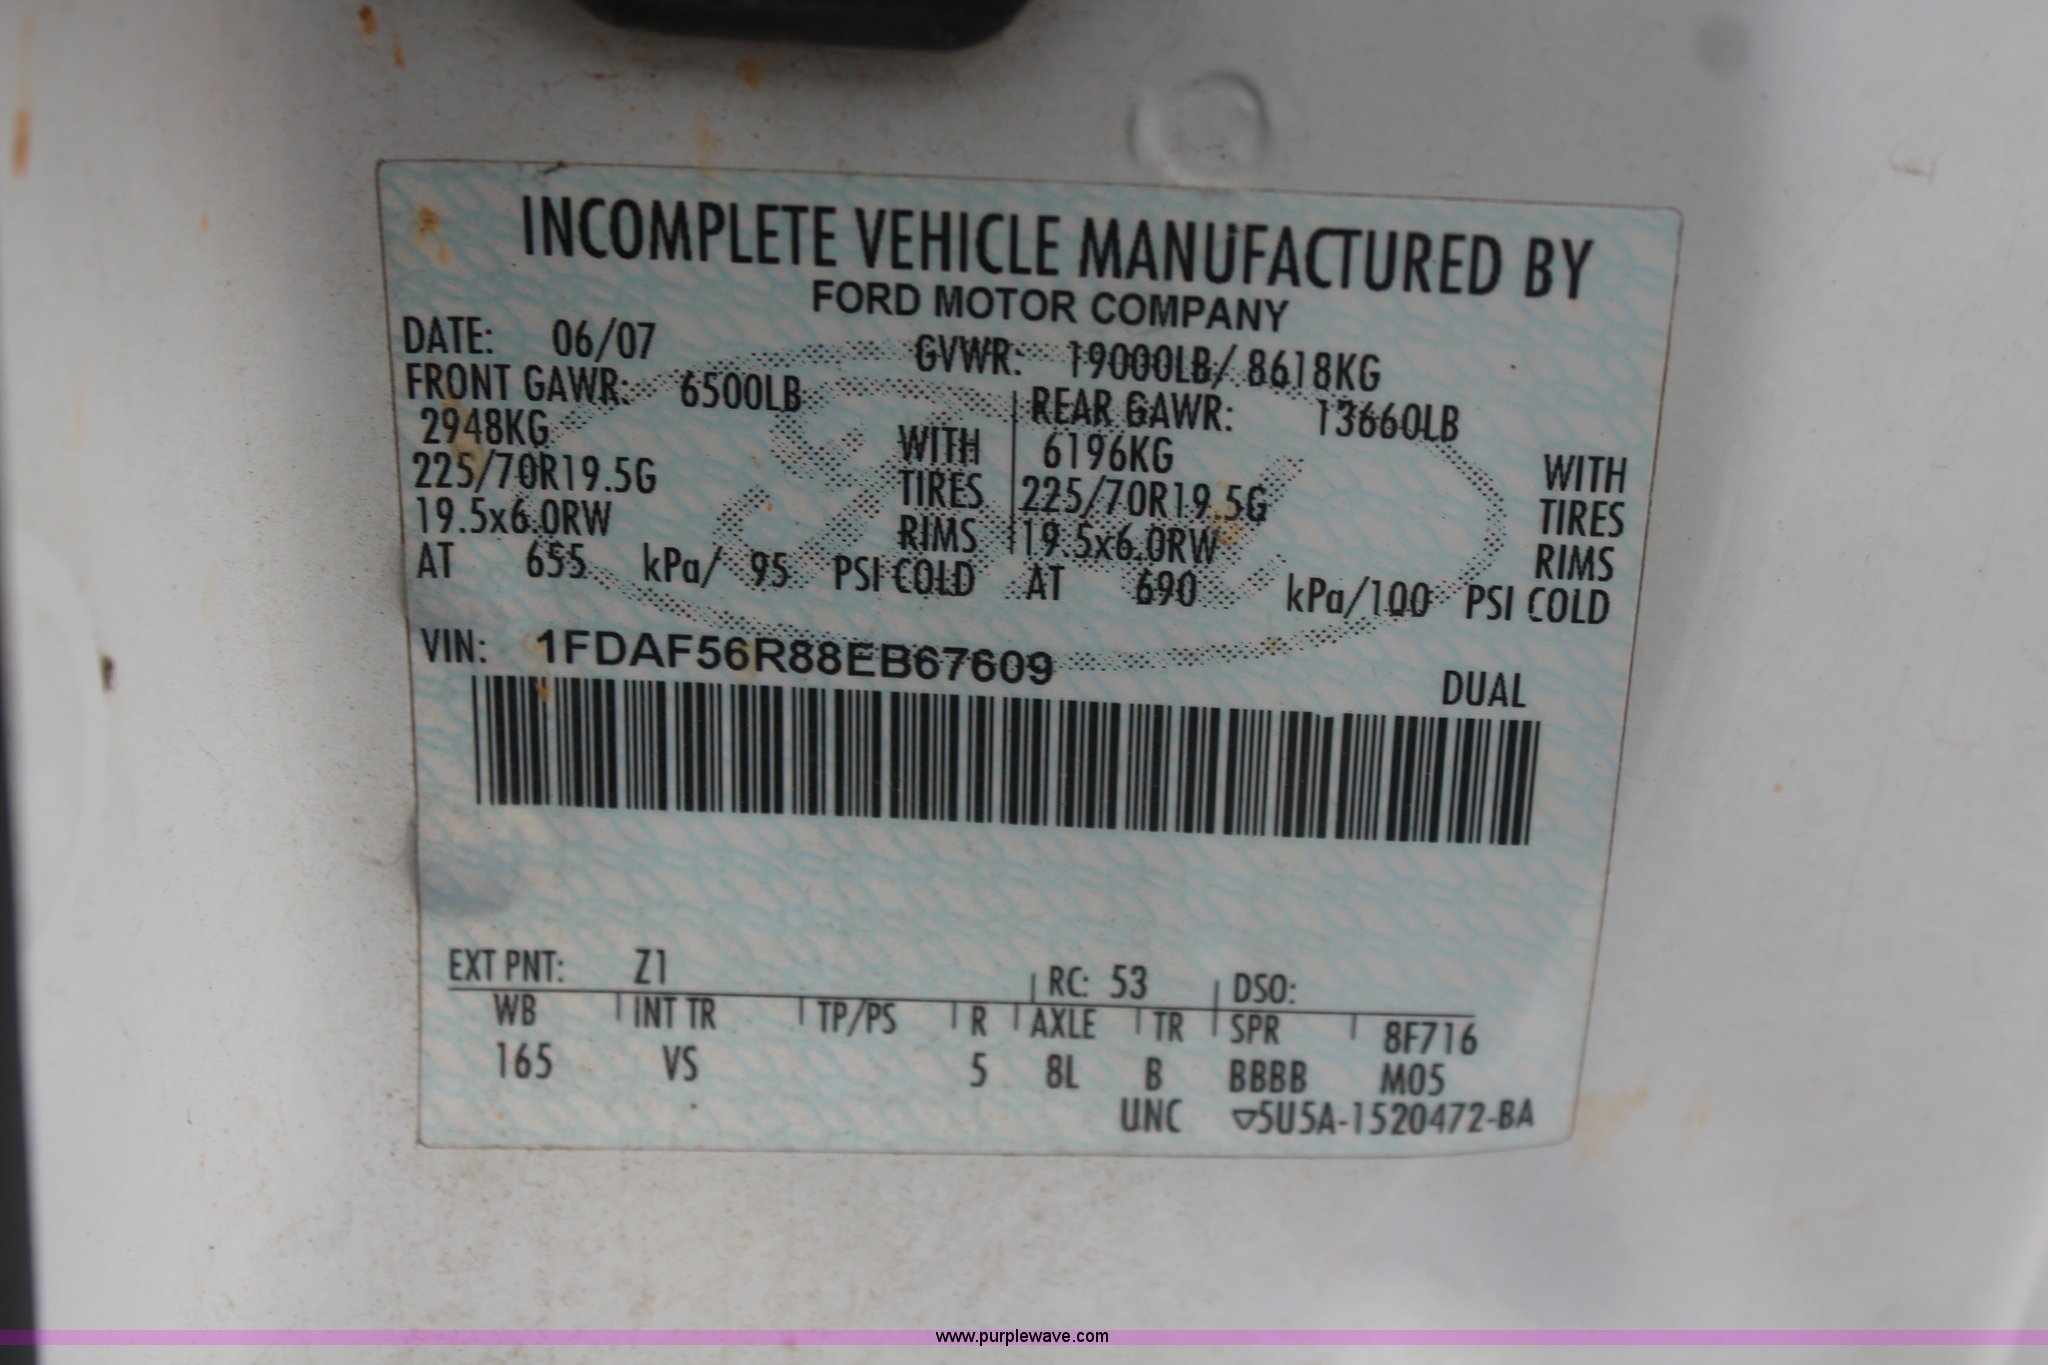 INCOMPLETE VEHICLE MANUFACTURED BY
FORD MOTOR COMPANY
DATE: 06/07 GVWR: 19000LB/ 8618KG
FRONT GAWR: 6500LB REAR GAWR: 13660LB
2948KG WITH 6196KG WITH
225/70R19.5G TIRES 225/70R19.5G TIRES
19.5x6.0RW RIMS 19.5x6.0RW RIMS
AT 655 kPa/ 95 PSI COLD AT 690 kPa/100 PSI COLD
VIN: 1FDAF56R88EB67609
DUAL
EXT PNT: Z1 RC: 53 DSO:
WB INT TR TP/PS R AXLE TR SPR 8F716
165 VS 5 8L B BBBB M05
UNC ▽5U5A-1520472-BA
www.purplewave.com